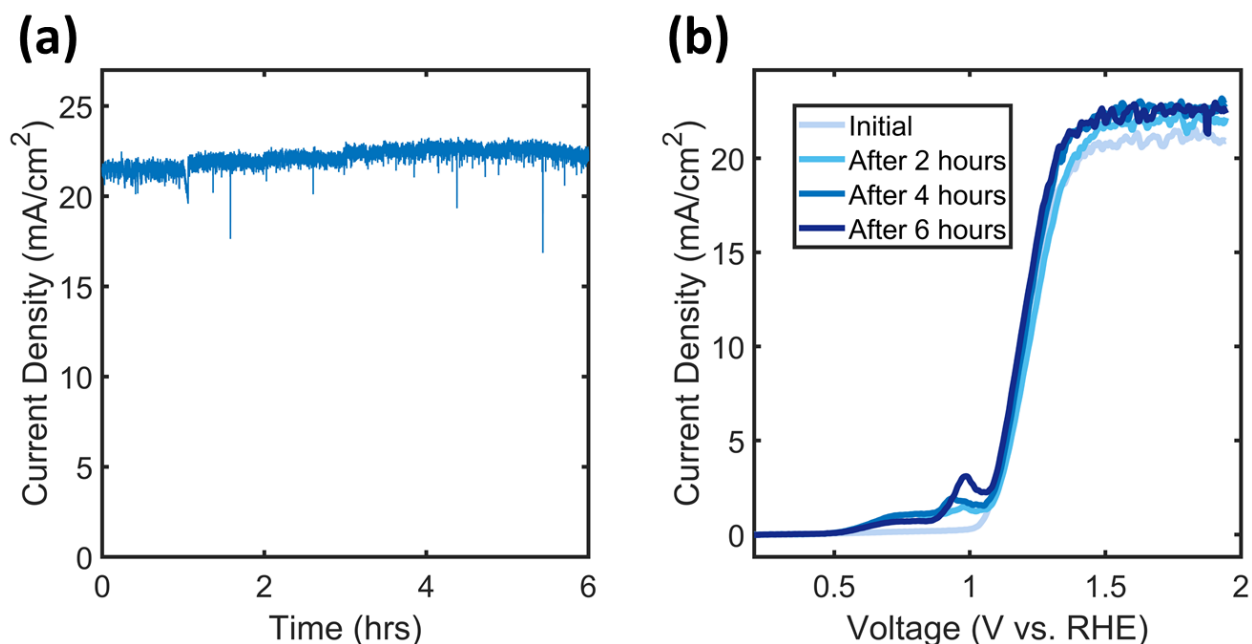 (a)
(b)
25
20
15
10
5
0
0
2
4
6
Current Density (mA/cm²)
Time (hrs)
Initial
After 2 hours
After 4 hours
After 6 hours
20
15
10
5
0
0.5
1
1.5
2
Current Density (mA/cm²)
Voltage (V vs. RHE)